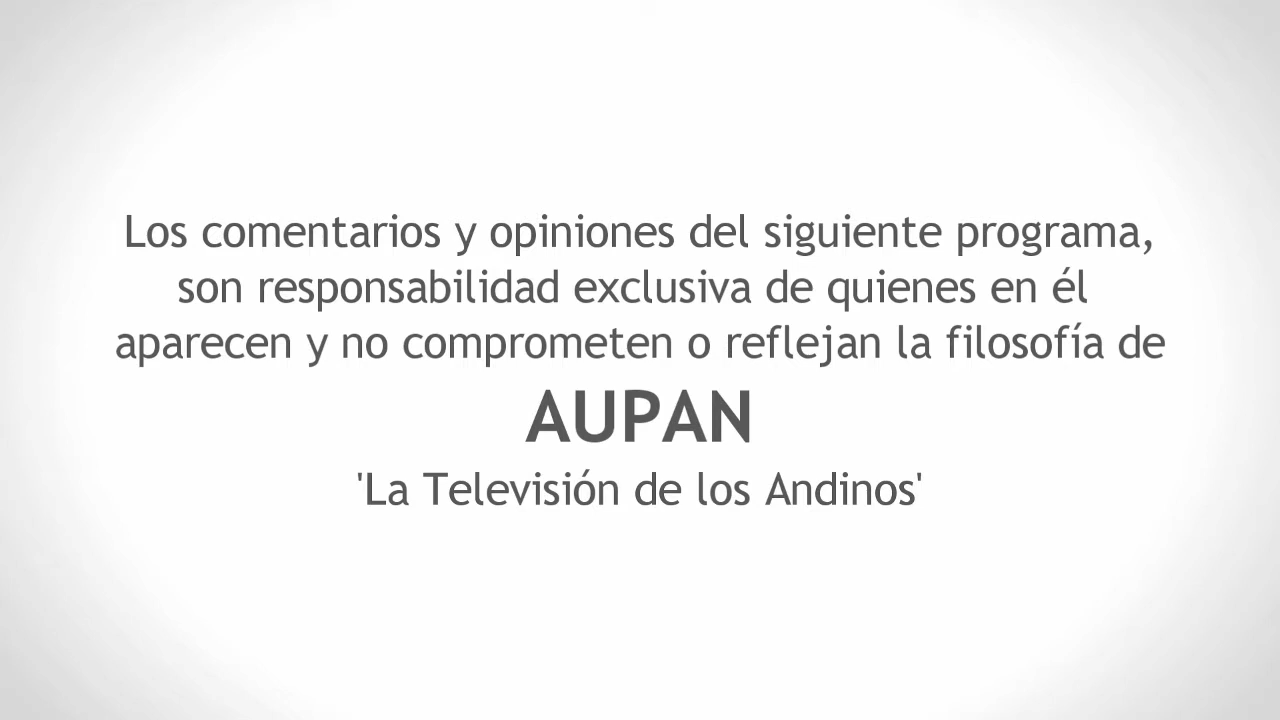 Los comentarios y opiniones del siguiente programa,
son responsabilidad exclusiva de quienes en él
aparecen y no comprometen o reflejan la filosofía de
AUPAN
'La Televisión de los Andinos'